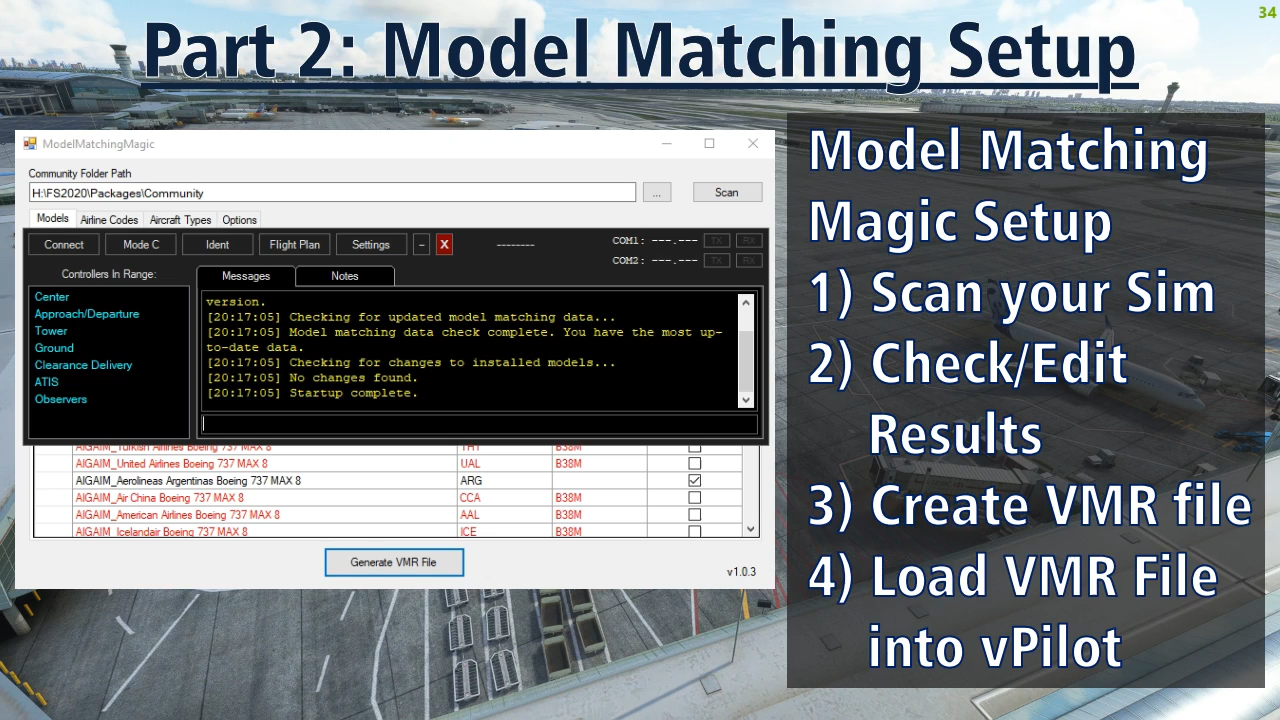 34
Part 2: Model Matching Setup
ModelMatchingMagic
Community Folder Path
H:\FS2020\Packages\Community
...
Scan
Models Airline Codes Aircraft Types Options
Connect Mode C Ident Flight Plan Settings – X -------- COM1: ---.--- TX RX
COM2: ---.--- TX RX
Controllers In Range:
Messages Notes
Center
Approach/Departure
Tower
Ground
Clearance Delivery
ATIS
Observers
version.
[20:17:05] Checking for updated model matching data...
[20:17:05] Model matching data check complete. You have the most up-
to-date data.
[20:17:05] Checking for changes to installed models...
[20:17:05] No changes found.
[20:17:05] Startup complete.
AIGAIM_Turkish Airlines Boeing 737 MAX 8 THY B38M
AIGAIM_United Airlines Boeing 737 MAX 8 UAL B38M
AIGAIM_Aerolineas Argentinas Boeing 737 MAX 8 ARG
AIGAIM_Air China Boeing 737 MAX 8 CCA B38M
AIGAIM_American Airlines Boeing 737 MAX 8 AAL B38M
AIGAIM_Icelandair Boeing 737 MAX 8 ICE B38M
Generate VMR File
v1.0.3
Model Matching
Magic Setup
1) Scan your Sim
2) Check/Edit
Results
3) Create VMR file
4) Load VMR File
into vPilot